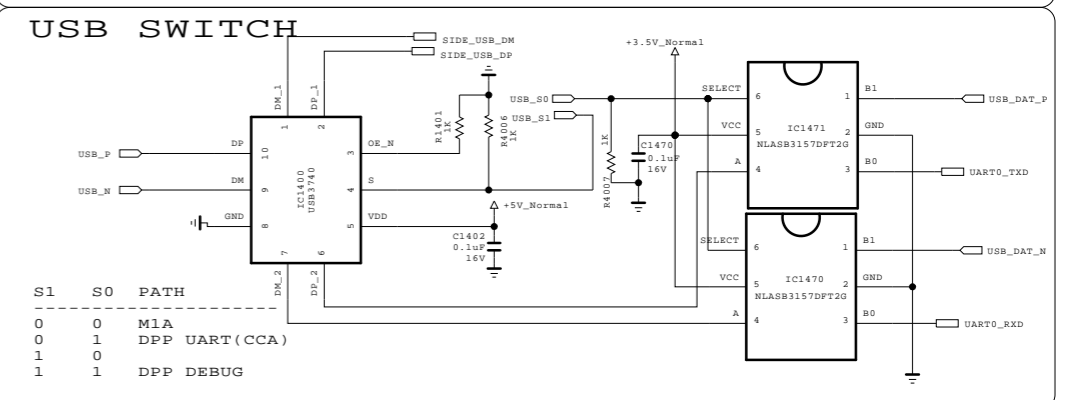 USB SWITCH
SIDE_USB_DM
SIDE_USB_DP
+3.5V_Normal
DM_1
DP_1
1
2
USB_P
DP
10
USB_N
DM
9
GND
8
IC1400
USB3740
3
OE_N
4
S
5
VDD
7
6
DM_2
DP_2
R1401
1K
R4006
1K
+5V_Normal
C1402
0.1uF
16V
USB_S0
USB_S1
R4007
1K
C1470
0.1uF
16V
SELECT
6
VCC
5
A
4
IC1471
NLASB3157DFT2G
1
B1
USB_DAT_P
2
GND
3
B0
UART0_TXD
SELECT
6
VCC
5
A
4
IC1470
NLASB3157DFT2G
1
B1
USB_DAT_N
2
GND
3
B0
UART0_RXD
S1 S0 PATH
------------------------
0 0 M1A
0 1 DPP UART(CCA)
1 0
1 1 DPP DEBUG